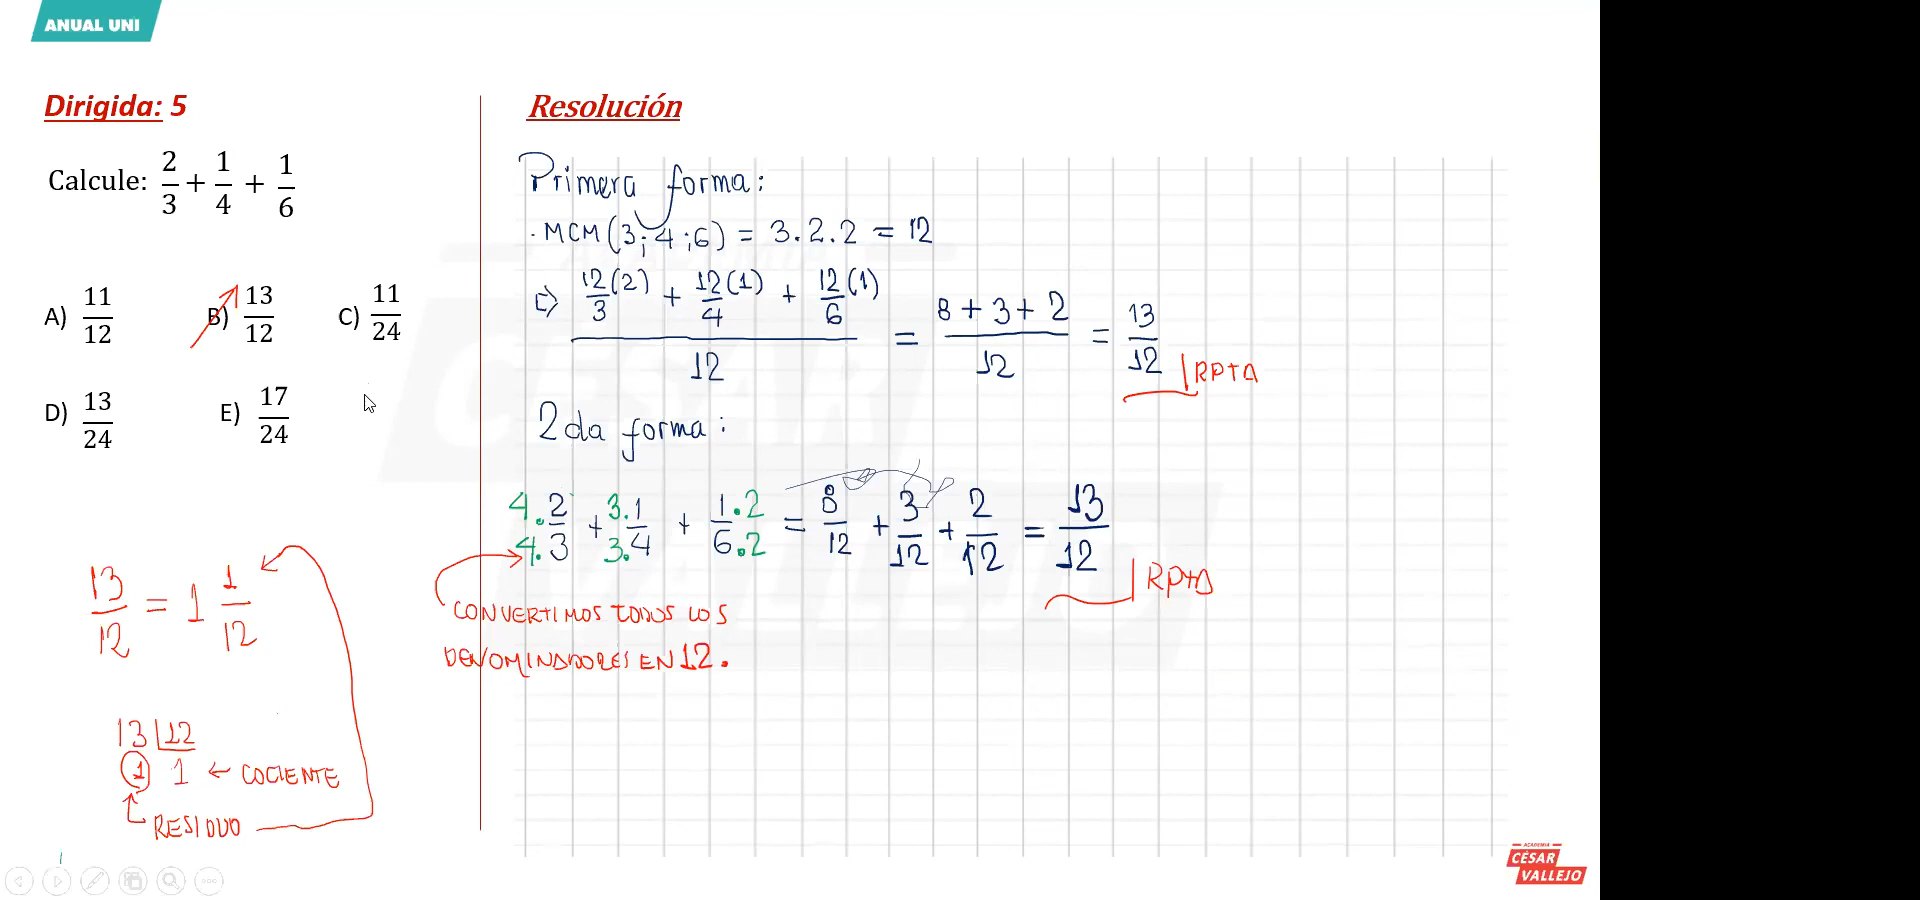 ANUAL UNI
Dirigida: 5
Calcule: 2/3 + 1/4 + 1/6
A) 11/12 B) 13/12 C) 11/24
D) 13/24 E) 17/24
13/12 = 1 1/12
13 | 12
1 1 ← COCIENTE
RESIDUO
Resolución
Primera forma:
. MCM(3;4;6) = 3.2.2 = 12
⇒ (12/3(2) + 12/4(1) + 12/6(1))/12 = (8+3+2)/12 = 13/12 RPTA
2da forma:
4.2/4.3 + 3.1/3.4 + 1.2/6.2 = 8/12 + 3/12 + 2/12 = 13/12 RPTA
CONVERTIMOS TODOS LOS
DENOMINADORES EN 12.
ACADEMIA
CÉSAR
VALLEJO